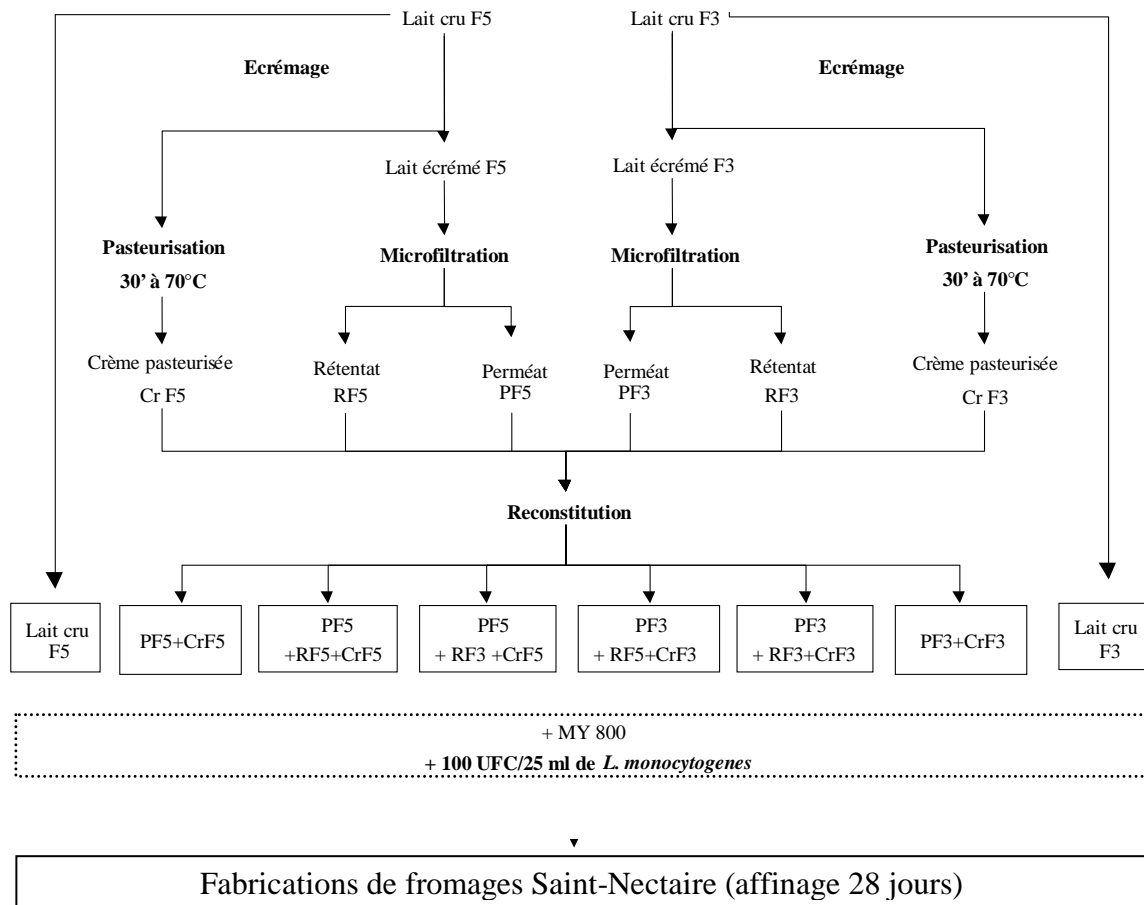 Lait cru F5
Lait cru F3
Ecrémage
Ecrémage
Lait écrémé F5
Lait écrémé F3
Pasteurisation
30’ à 70°C
Microfiltration
Microfiltration
Pasteurisation
30’ à 70°C
Crème pasteurisée
Cr F5
Rétentat
RF5
Perméat
PF5
Perméat
PF3
Rétentat
RF3
Crème pasteurisée
Cr F3
Reconstitution
Lait cru
F5
PF5+CrF5
PF5
+RF5+CrF5
PF5
+ RF3 +CrF5
PF3
+ RF5+CrF3
PF3
+ RF3+CrF3
PF3+CrF3
Lait cru
F3
+ MY 800
+ 100 UFC/25 ml de L. monocytogenes
Fabrications de fromages Saint-Nectaire (affinage 28 jours)